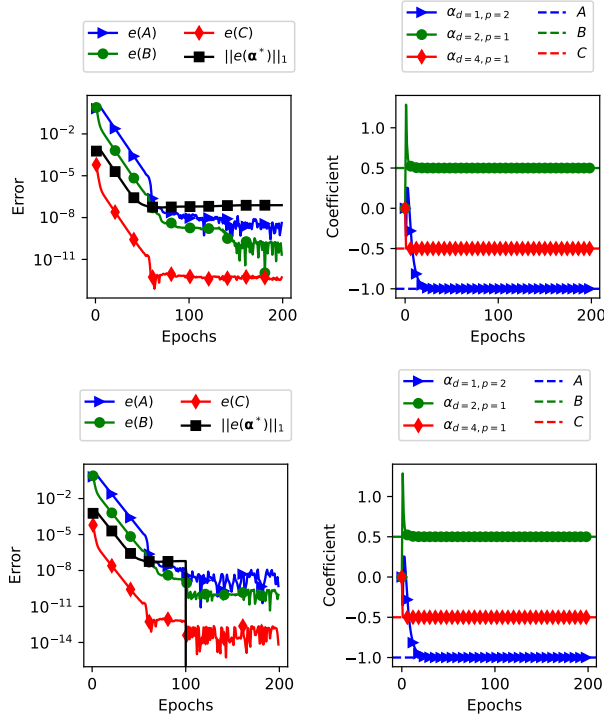 e(A) e(C)
e(B) ||e(α*)||₁
α_{d=1,p=2} A
α_{d=2,p=1} B
α_{d=4,p=1} C
10⁻²
10⁻⁵
10⁻⁸
10⁻¹¹
Error
0 100 200
Epochs
1.0
0.5
0.0
−0.5
−1.0
Coefficient
0 100 200
Epochs
e(A) e(C)
e(B) ||e(α*)||₁
α_{d=1,p=2} A
α_{d=2,p=1} B
α_{d=4,p=1} C
10⁻²
10⁻⁵
10⁻⁸
10⁻¹¹
10⁻¹⁴
Error
0 100 200
Epochs
1.0
0.5
0.0
−0.5
−1.0
Coefficient
0 100 200
Epochs